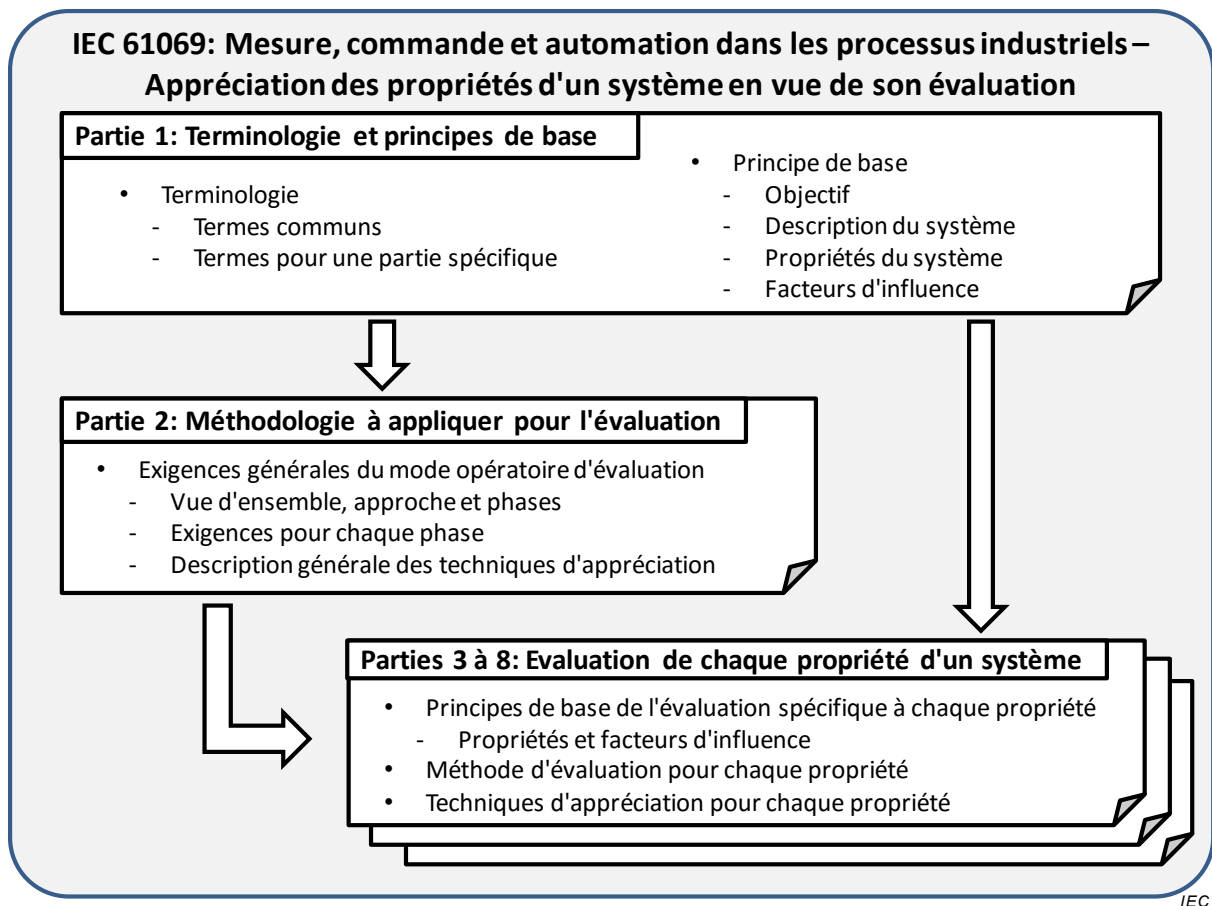 IEC 61069: Mesure, commande et automation dans les processus industriels –
Appréciation des propriétés d'un système en vue de son évaluation
Partie 1: Terminologie et principes de base
• Terminologie
- Termes communs
- Termes pour une partie spécifique
• Principe de base
- Objectif
- Description du système
- Propriétés du système
- Facteurs d'influence
Partie 2: Méthodologie à appliquer pour l'évaluation
• Exigences générales du mode opératoire d'évaluation
- Vue d'ensemble, approche et phases
- Exigences pour chaque phase
- Description générale des techniques d'appréciation
Parties 3 à 8: Evaluation de chaque propriété d'un système
• Principes de base de l'évaluation spécifique à chaque propriété
- Propriétés et facteurs d'influence
• Méthode d'évaluation pour chaque propriété
• Techniques d'appréciation pour chaque propriété
IEC